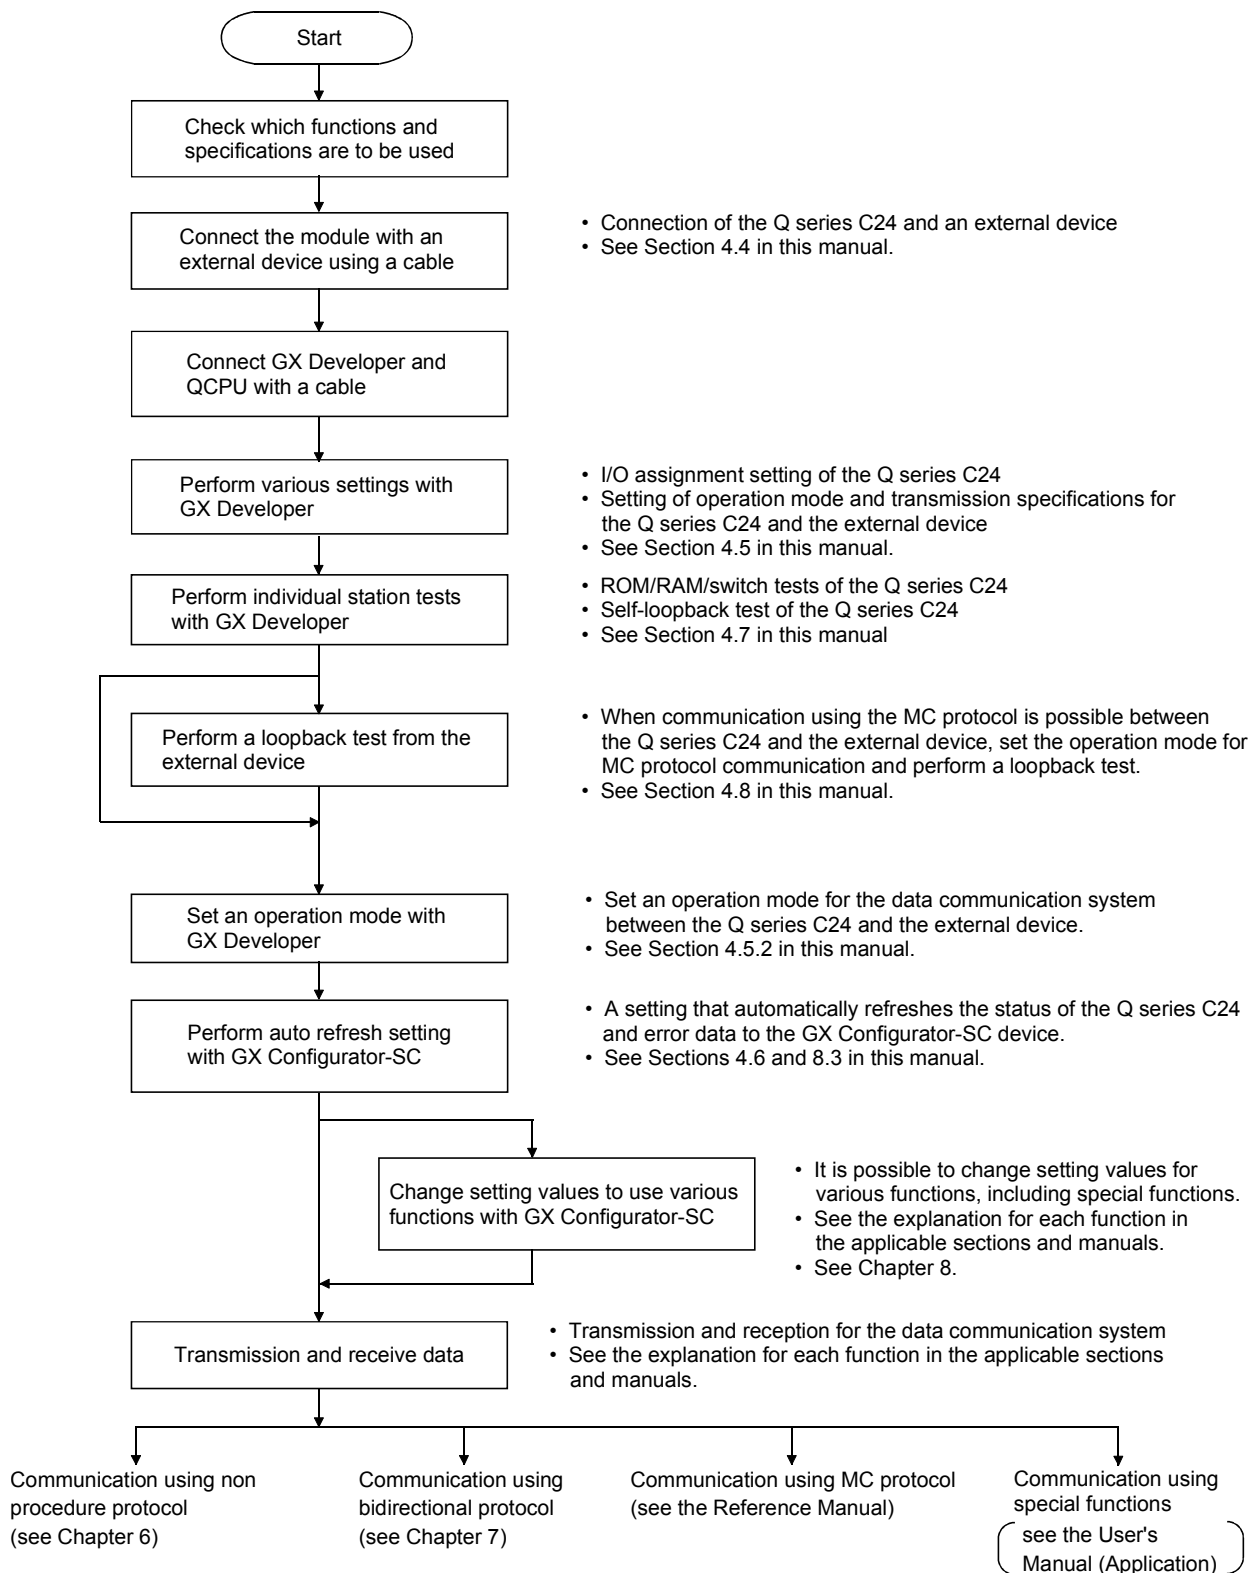 Start
Check which functions and
specifications are to be used
Connect the module with an
external device using a cable
• Connection of the Q series C24 and an external device
• See Section 4.4 in this manual.
Connect GX Developer and
QCPU with a cable
Perform various settings with
GX Developer
• I/O assignment setting of the Q series C24
• Setting of operation mode and transmission specifications for
the Q series C24 and the external device
• See Section 4.5 in this manual.
Perform individual station tests
with GX Developer
• ROM/RAM/switch tests of the Q series C24
• Self-loopback test of the Q series C24
• See Section 4.7 in this manual
Perform a loopback test from the
external device
• When communication using the MC protocol is possible between
the Q series C24 and the external device, set the operation mode for
MC protocol communication and perform a loopback test.
• See Section 4.8 in this manual.
Set an operation mode with
GX Developer
• Set an operation mode for the data communication system
between the Q series C24 and the external device.
• See Section 4.5.2 in this manual.
Perform auto refresh setting
with GX Configurator-SC
• A setting that automatically refreshes the status of the Q series C24
and error data to the GX Configurator-SC device.
• See Sections 4.6 and 8.3 in this manual.
Change setting values to use various
functions with GX Configurator-SC
• It is possible to change setting values for
various functions, including special functions.
• See the explanation for each function in
the applicable sections and manuals.
• See Chapter 8.
Transmission and receive data
• Transmission and reception for the data communication system
• See the explanation for each function in the applicable sections
and manuals.
Communication using non
procedure protocol
(see Chapter 6)
Communication using
bidirectional protocol
(see Chapter 7)
Communication using MC protocol
(see the Reference Manual)
Communication using
special functions
see the User's
Manual (Application)